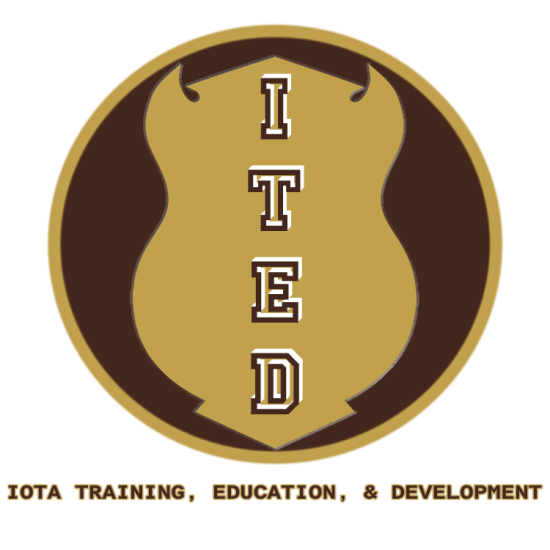 I
T
E
D
IOTA TRAINING, EDUCATION, & DEVELOPMENT